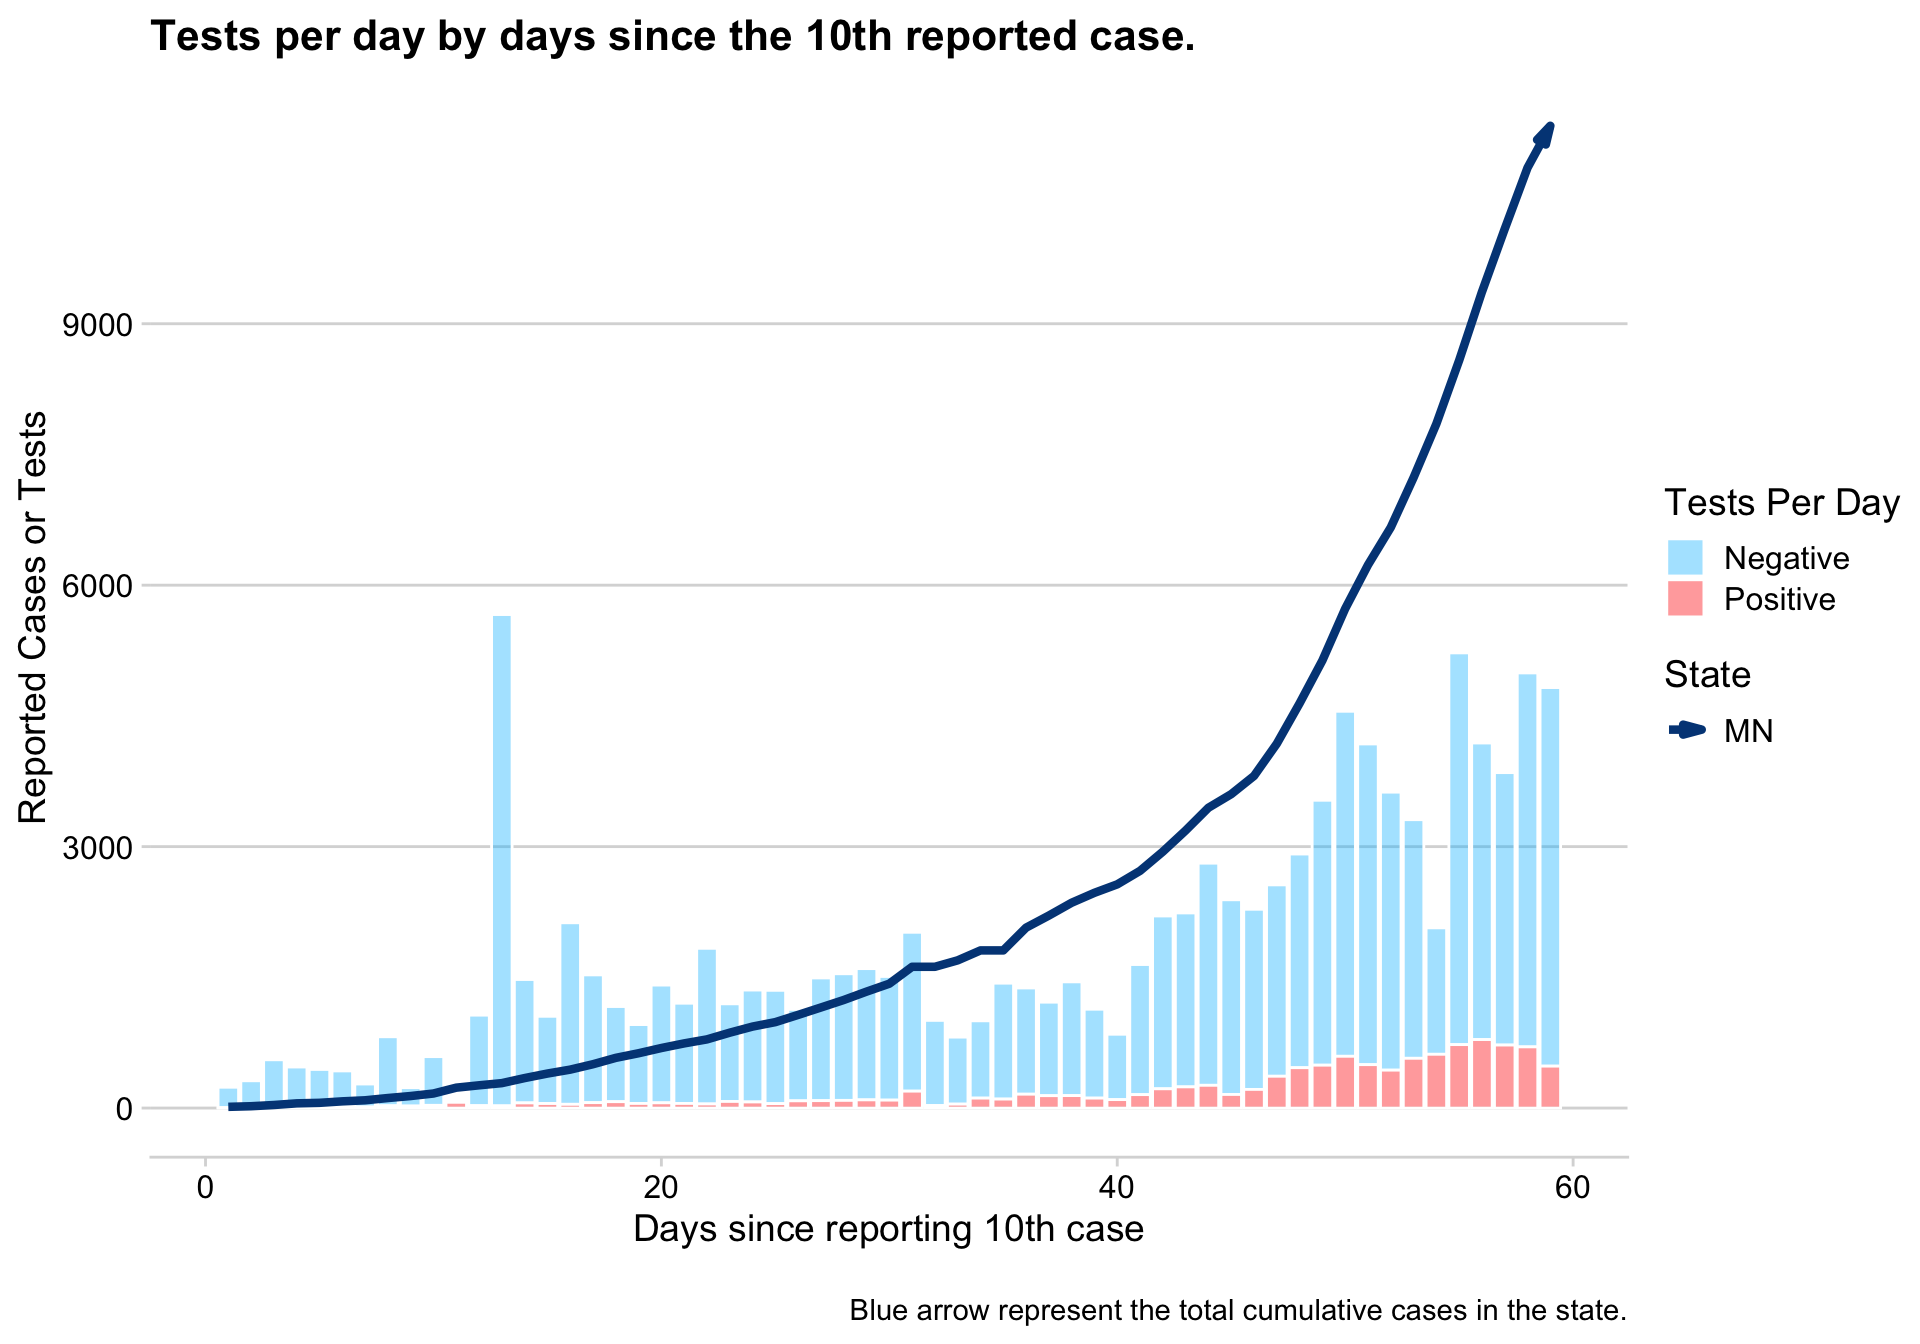 Tests per day by days since the 10th reported case.
Reported Cases or Tests
9000
6000
3000
0
0 20 40 60
Days since reporting 10th case
Tests Per Day
Negative
Positive
State
MN
Blue arrow represent the total cumulative cases in the state.